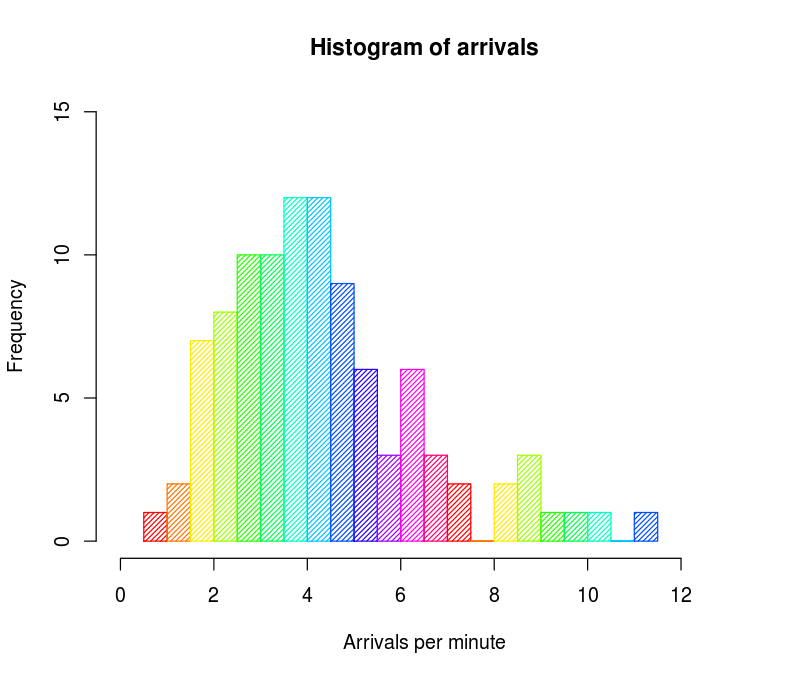 Histogram of arrivals
15
10
5
0
Frequency
0 2 4 6 8 10 12
Arrivals per minute